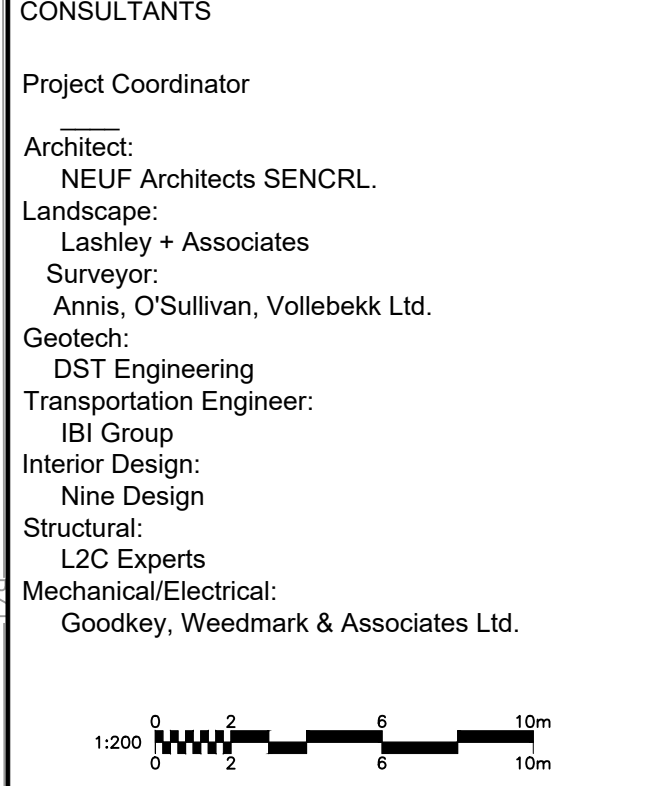 CONSULTANTS
Project Coordinator
____
Architect:
NEUF Architects SENCRL.
Landscape:
Lashley + Associates
Surveyor:
Annis, O'Sullivan, Vollebekk Ltd.
Geotech:
DST Engineering
Transportation Engineer:
IBI Group
Interior Design:
Nine Design
Structural:
L2C Experts
Mechanical/Electrical:
Goodkey, Weedmark & Associates Ltd.
0 2 6 10m
1:200
0 2 6 10m